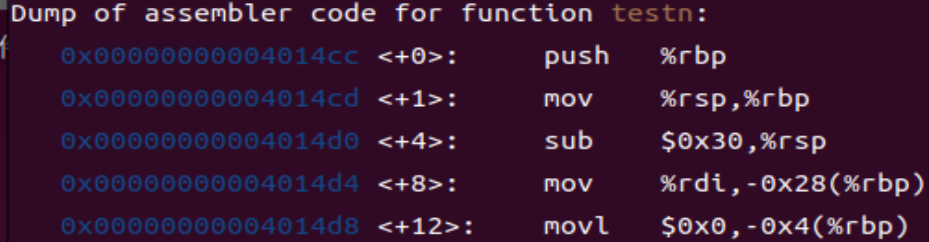 Dump of assembler code for function testn:
0x00000000004014cc <+0>: push %rbp
0x00000000004014cd <+1>: mov %rsp,%rbp
0x00000000004014d0 <+4>: sub $0x30,%rsp
0x00000000004014d4 <+8>: mov %rdi,-0x28(%rbp)
0x00000000004014d8 <+12>: movl $0x0,-0x4(%rbp)